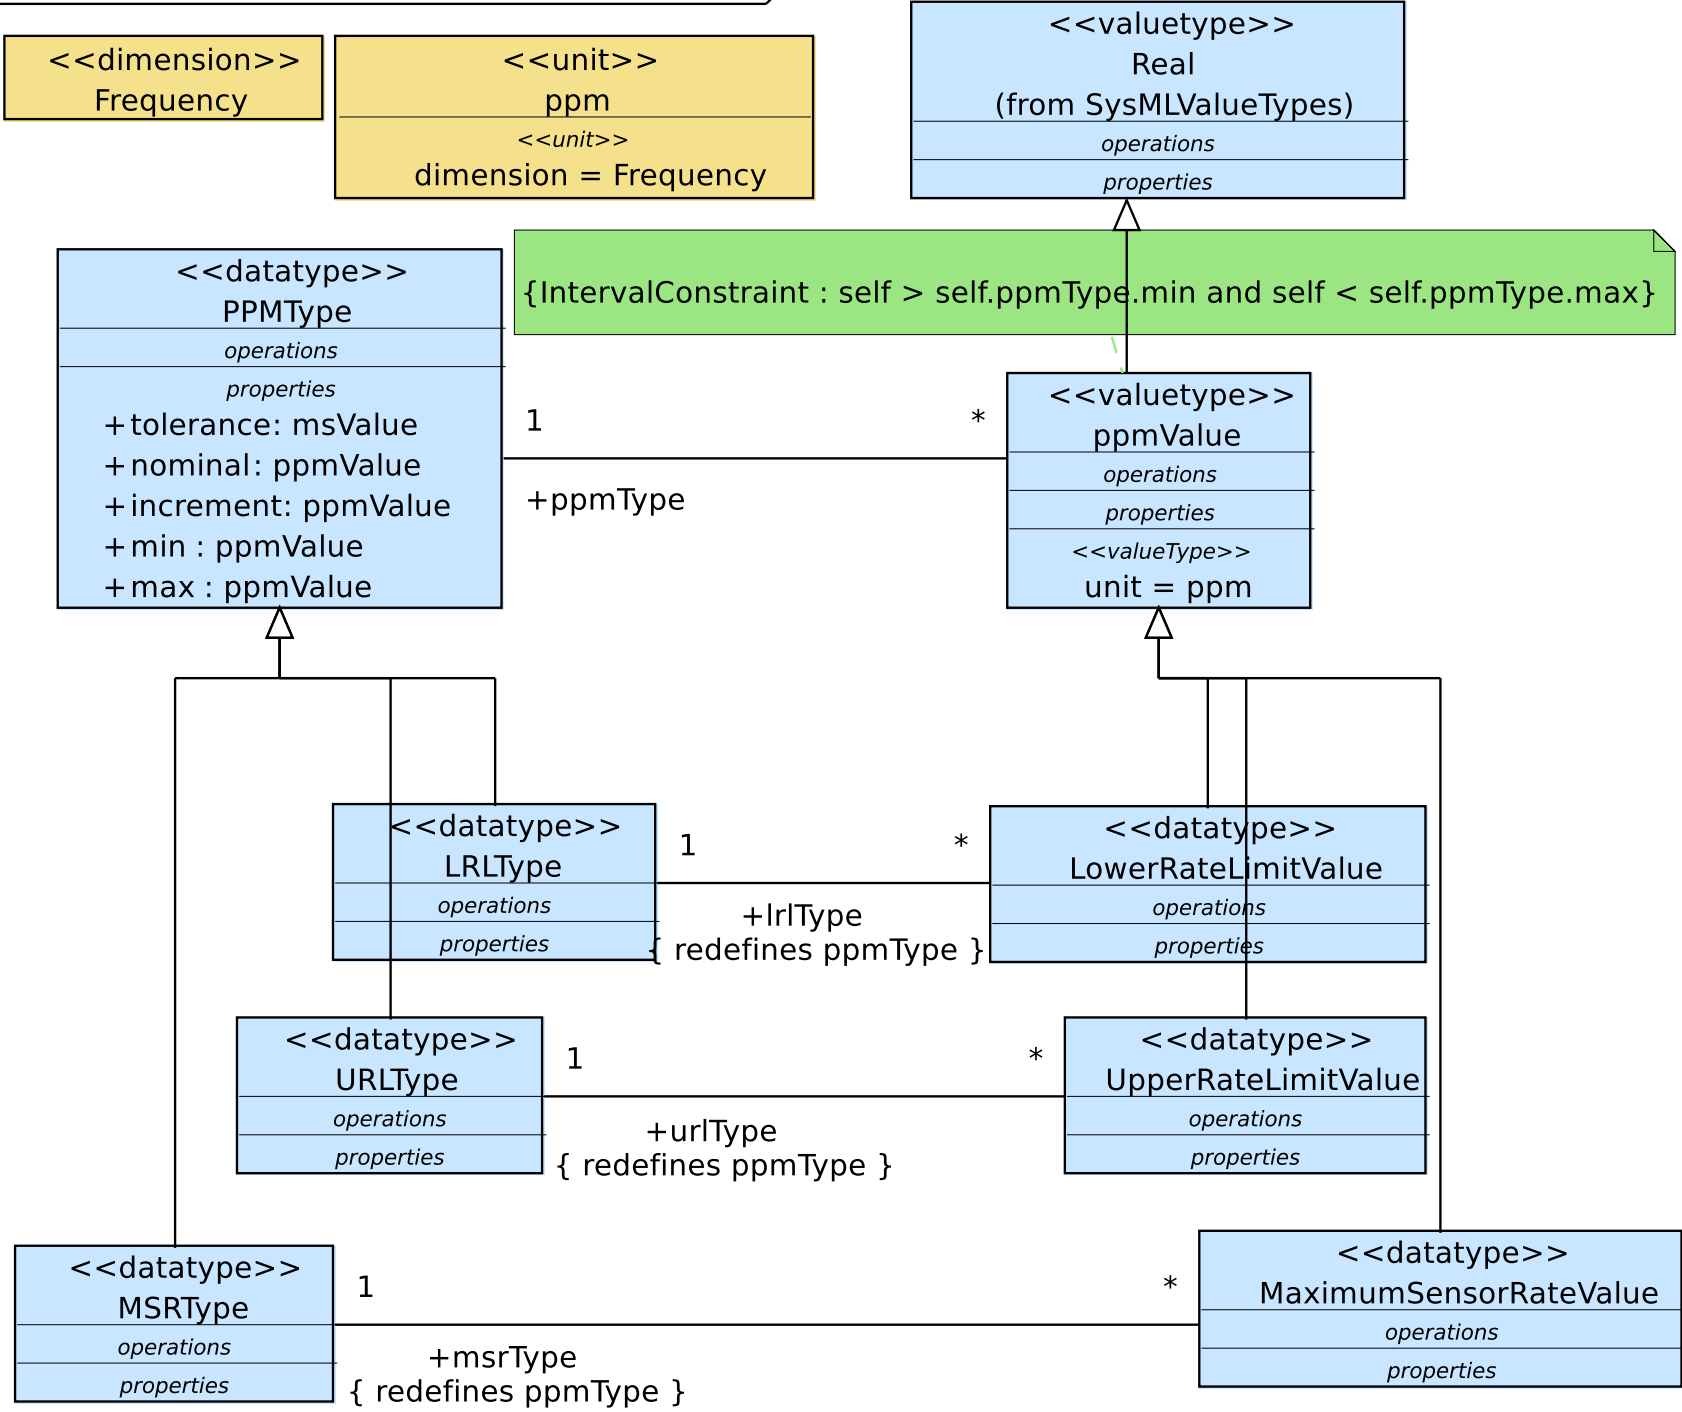 <<dimension>>
Frequency
<<unit>>
ppm
<<unit>>
dimension = Frequency
<<valuetype>>
Real
(from SysMLValueTypes)
operations
properties
{IntervalConstraint : self > self.ppmType.min and self < self.ppmType.max}
<<datatype>>
PPMType
operations
properties
+tolerance: msValue
+nominal: ppmValue
+increment: ppmValue
+min : ppmValue
+max : ppmValue
1
*
+ppmType
<<valuetype>>
ppmValue
operations
properties
<<valueType>>
unit = ppm
<<datatype>>
LRLType
operations
properties
1
*
+lrlType
{ redefines ppmType }
<<datatype>>
LowerRateLimitValue
operations
properties
<<datatype>>
URLType
operations
properties
1
*
+urlType
{ redefines ppmType }
<<datatype>>
UpperRateLimitValue
operations
properties
<<datatype>>
MSRType
operations
properties
1
*
+msrType
{ redefines ppmType }
<<datatype>>
MaximumSensorRateValue
operations
properties